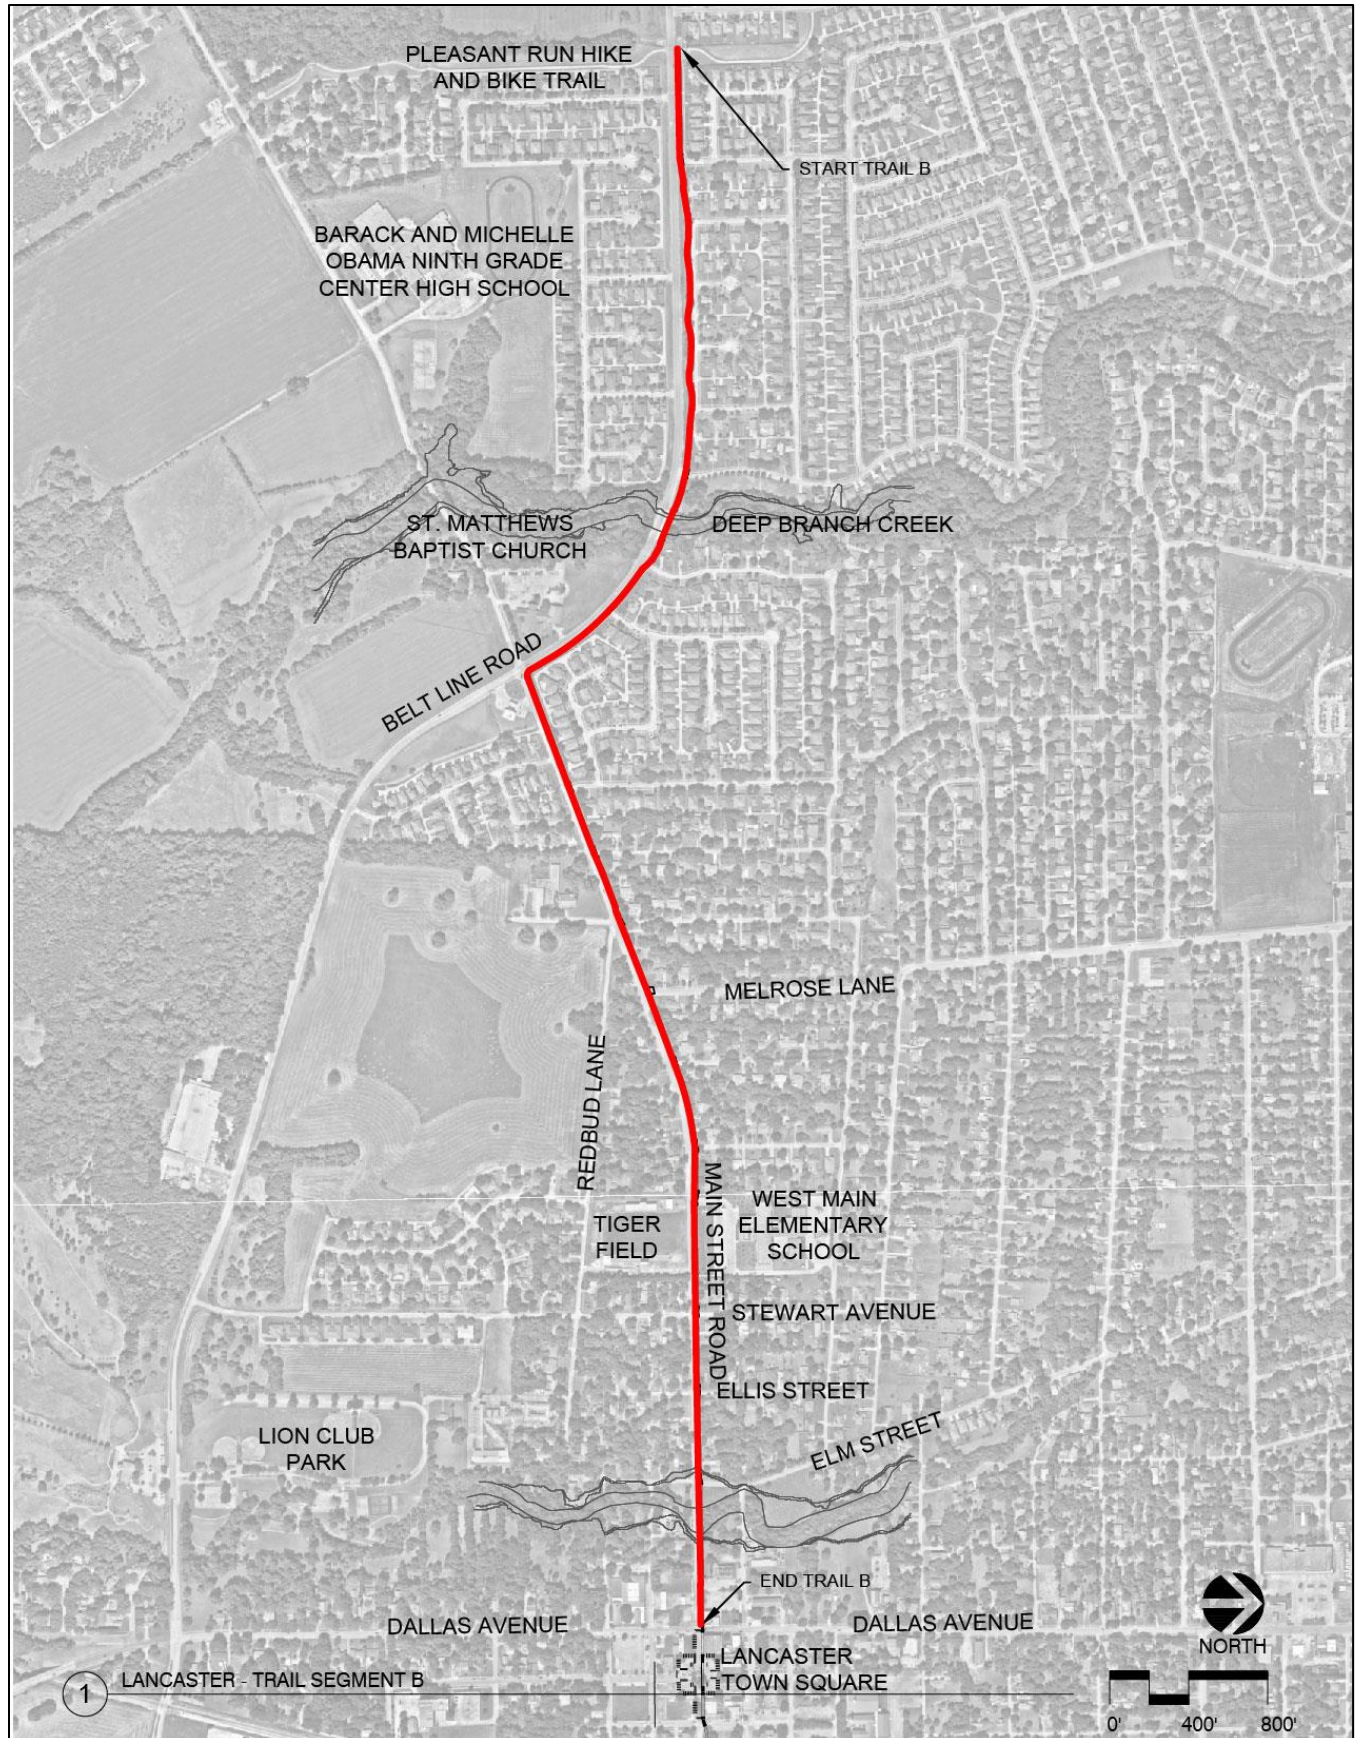 PLEASANT RUN HIKE
AND BIKE TRAIL
START TRAIL B
BARACK AND MICHELLE
OBAMA NINTH GRADE
CENTER HIGH SCHOOL
ST. MATTHEWS
BAPTIST CHURCH
DEEP BRANCH CREEK
BELT LINE ROAD
MELROSE LANE
REDBUD LANE
MAIN STREET ROAD
WEST MAIN
ELEMENTARY
SCHOOL
TIGER
FIELD
STEWART AVENUE
ELLIS STREET
LION CLUB
PARK
ELM STREET
END TRAIL B
DALLAS AVENUE
DALLAS AVENUE
NORTH
LANCASTER
TOWN SQUARE
1 LANCASTER - TRAIL SEGMENT B
0' 400' 800'